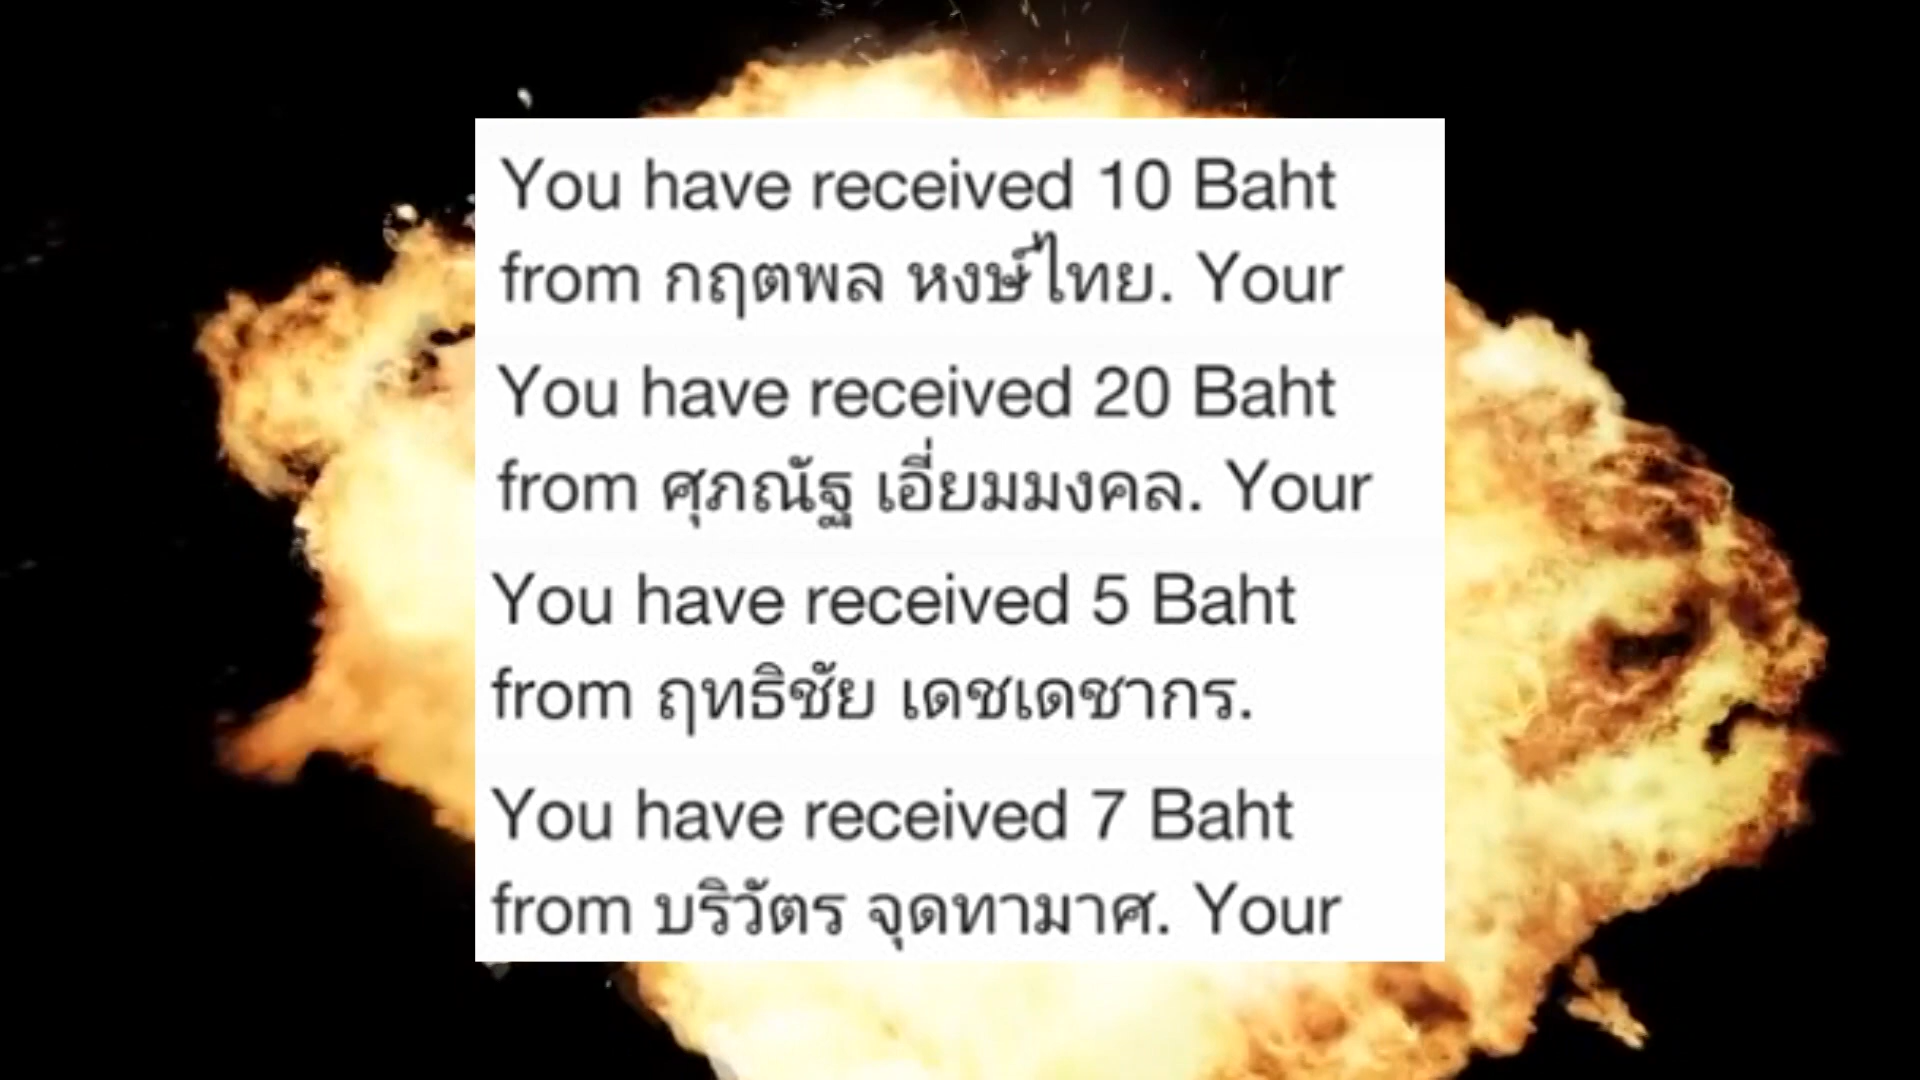 You have received 10 Baht
from กฤตพล หงษ์ไทย. Your
You have received 20 Baht
from ศุภณัฐ เอี่ยมมงคล. Your
You have received 5 Baht
from ฤทธิชัย เดชเดชากร.
You have received 7 Baht
from บริวัตร จุดทามาศ. Your